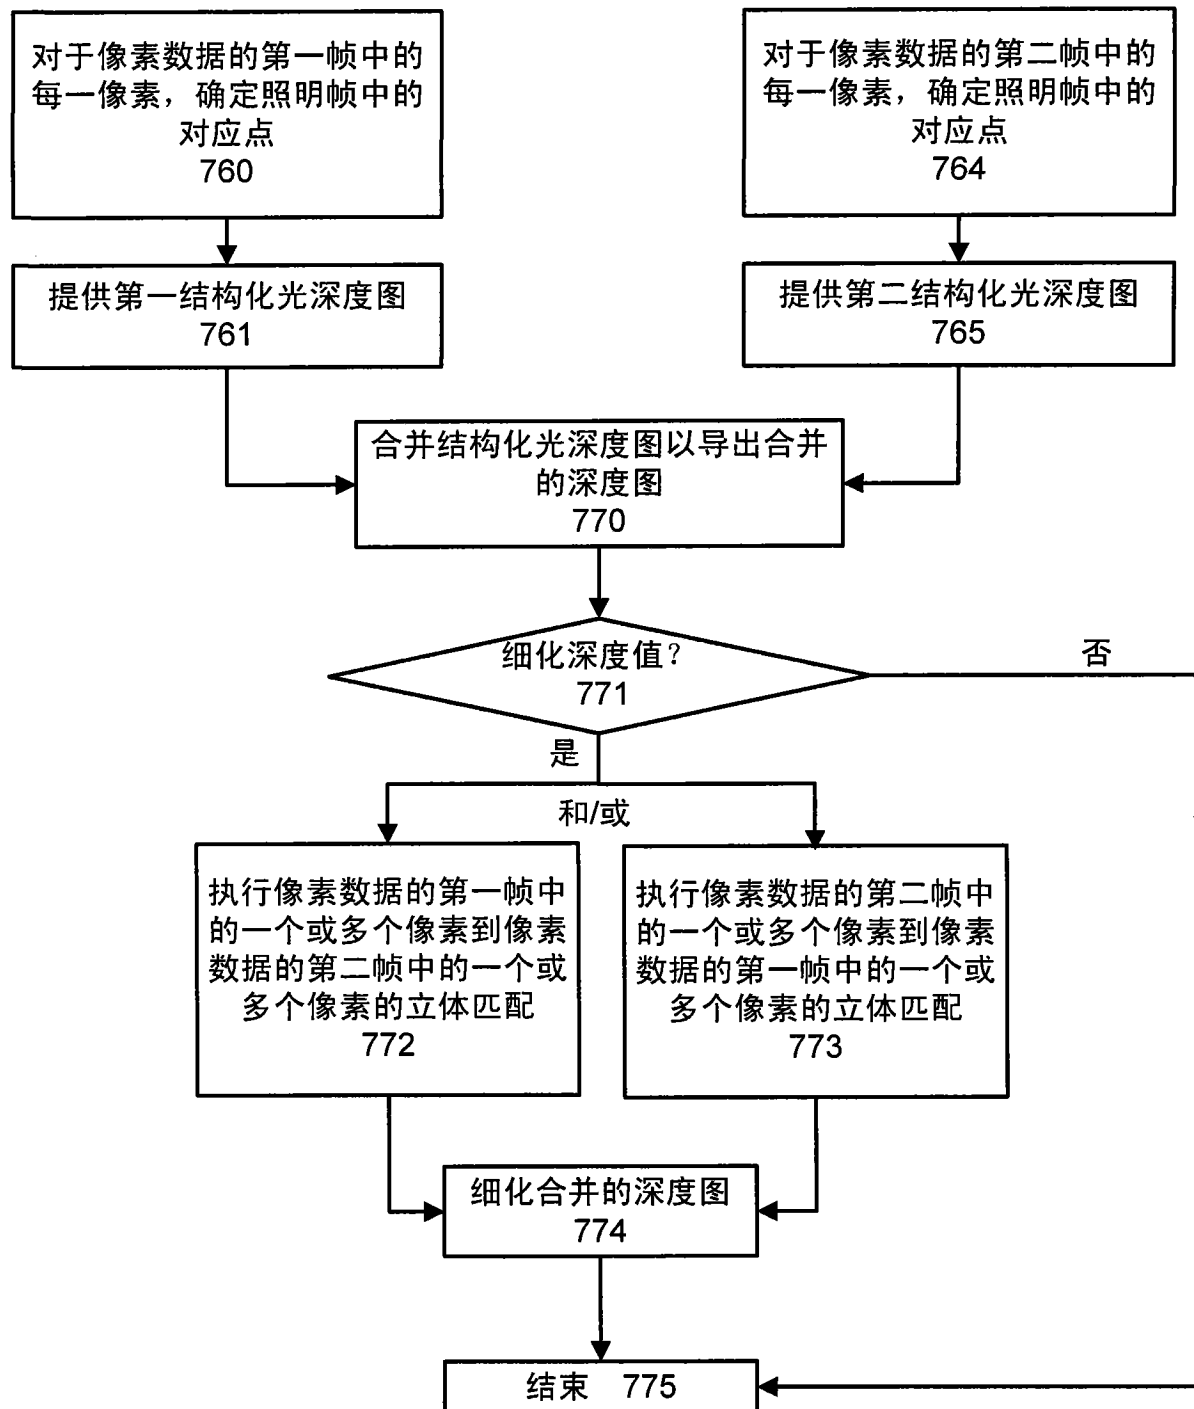 对于像素数据的第一帧中的
每一像素，确定照明帧中的
对应点
760
对于像素数据的第二帧中的
每一像素，确定照明帧中的
对应点
764
提供第一结构化光深度图
761
提供第二结构化光深度图
765
合并结构化光深度图以导出合并
的深度图
770
细化深度值？
771
否
是
和/或
执行像素数据的第一帧中
的一个或多个像素到像素
数据的第二帧中的一个或
多个像素的立体匹配
772
执行像素数据的第二帧中
的一个或多个像素到像素
数据的第一帧中的一个或
多个像素的立体匹配
773
细化合并的深度图
774
结束 775